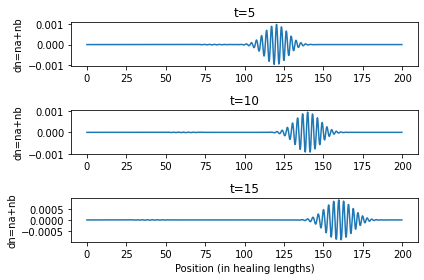 t=5
dn=na+nb
0.001
0.000
-0.001
0 25 50 75 100 125 150 175 200
t=10
dn=na+nb
0.001
0.000
-0.001
0 25 50 75 100 125 150 175 200
t=15
dn=na+nb
0.0005
0.0000
-0.0005
0 25 50 75 100 125 150 175 200
Position (in healing lengths)